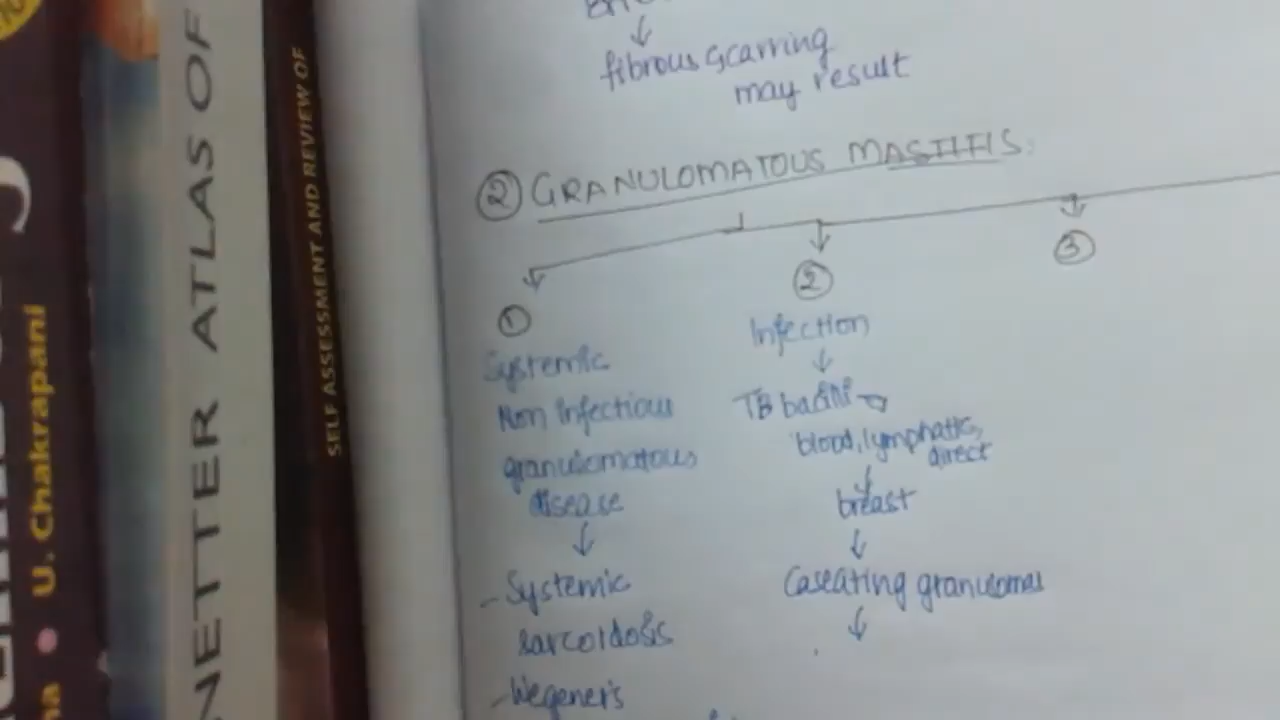 NETTER ATLAS OF
SELF ASSESSMENT AND REVIEW OF
U. Chakrapani
fibrous scarring
may result
② GRANULOMATOUS MASTITIS:
①
Systemic
Non Infectious
granulomatous
disease
↓
- Systemic
sarcoidosis
- Wegener's
②
Infection
↓
TB bacilli →
blood, lymphatic,
direct
↓
breast
↓
Caseating granulomas
↓
③